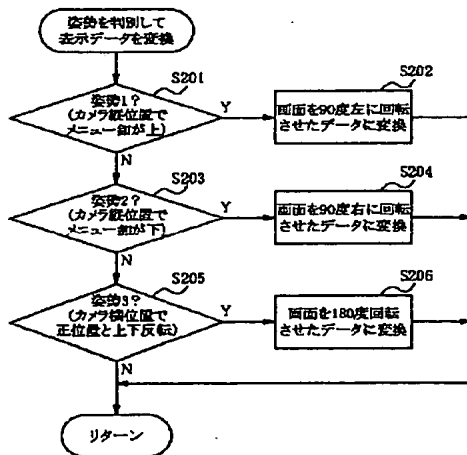 姿勢を判別して
表示データを変換
S201
姿勢1?
(カメラ縦位置で
メニュー釦が上)
Y
S202
画面を90度左に回転
させたデータに変換
N
S203
姿勢2?
(カメラ縦位置で
メニュー釦が下)
Y
S204
画面を90度右に回転
させたデータに変換
N
S205
姿勢3?
(カメラ横位置で
正位置と上下反転)
Y
S206
画面を180度回転
させたデータに変換
N
リターン